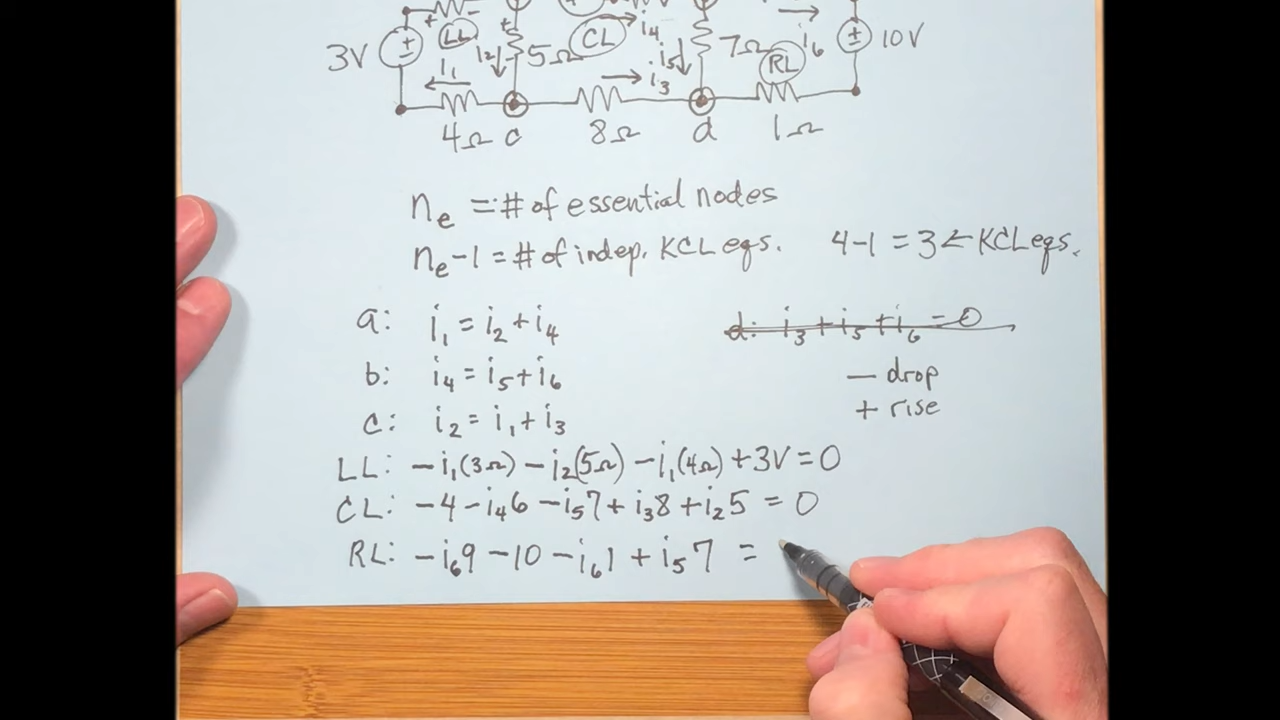 + −
LL CL i₄
3V + − i₂ + 5Ω i₅ 7Ω RL i₆ + − 10V
i₁ i₃
4Ω c 8Ω d 1Ω
nₑ = # of essential nodes
nₑ-1 = # of indep. KCL eqs. 4-1 = 3 ← KCL eqs.
a: i₁ = i₂ + i₄ d: i₃ + i₅ + i₆ = 0
b: i₄ = i₅ + i₆ — drop
c: i₂ = i₁ + i₃ + rise
LL: -i₁(3Ω) - i₂(5Ω) - i₁(4Ω) + 3V = 0
CL: -4 - i₄6 - i₅7 + i₃8 + i₂5 = 0
RL: -i₆9 - 10 - i₆1 + i₅7 =